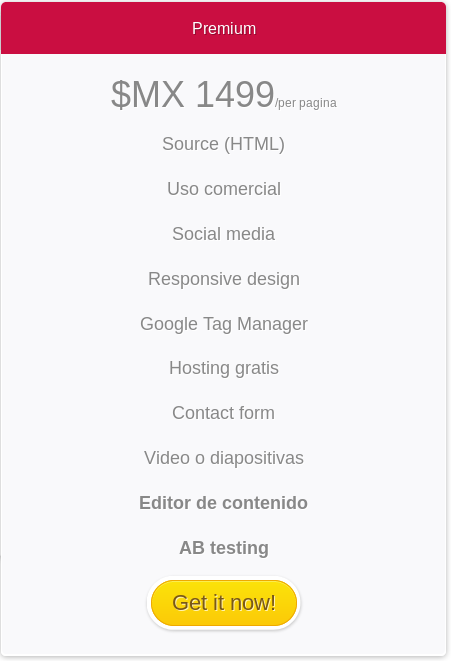 Premium
$MX 1499/per pagina
Source (HTML)
Uso comercial
Social media
Responsive design
Google Tag Manager
Hosting gratis
Contact form
Video o diapositivas
Editor de contenido
AB testing
Get it now!